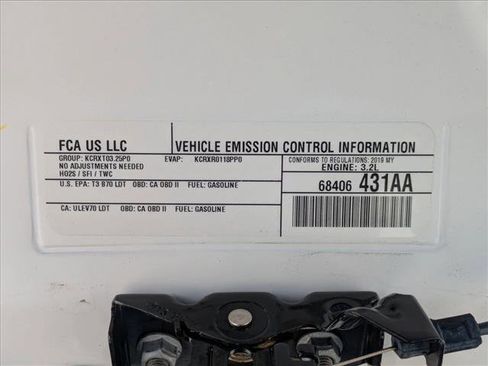 FCA US LLC
VEHICLE EMISSION CONTROL INFORMATION
GROUP: KCRXT03.25P0 EVAP: KCRXR0118PP0
NO ADJUSTMENTS NEEDED
HO2S / SFI / TWC
CONFORMS TO REGULATIONS: 2019 MY
ENGINE: 3.2L
U.S. EPA: T3 B70 LDT OBD: CA OBD II FUEL: GASOLINE
68406 431AA
CA: ULEV70 LDT OBD: CA OBD II FUEL: GASOLINE